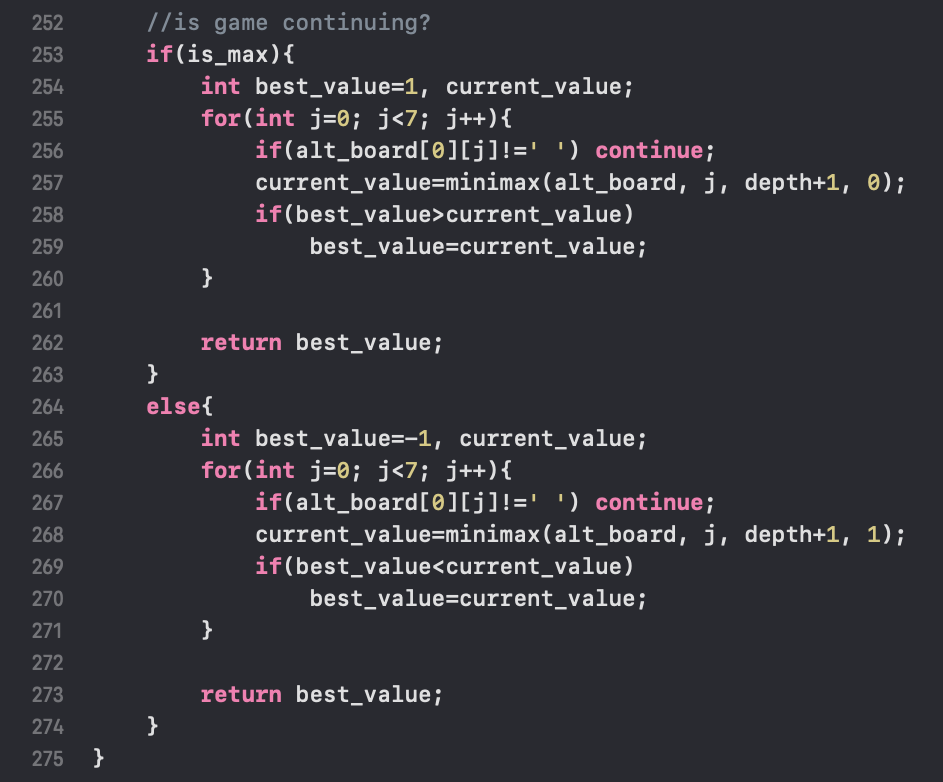 252 //is game continuing?
253 if(is_max){
254 int best_value=1, current_value;
255 for(int j=0; j<7; j++){
256 if(alt_board[0][j]!=' ') continue;
257 current_value=minimax(alt_board, j, depth+1, 0);
258 if(best_value>current_value)
259 best_value=current_value;
260 }
261
262 return best_value;
263 }
264 else{
265 int best_value=-1, current_value;
266 for(int j=0; j<7; j++){
267 if(alt_board[0][j]!=' ') continue;
268 current_value=minimax(alt_board, j, depth+1, 1);
269 if(best_value<current_value)
270 best_value=current_value;
271 }
272
273 return best_value;
274 }
275 }